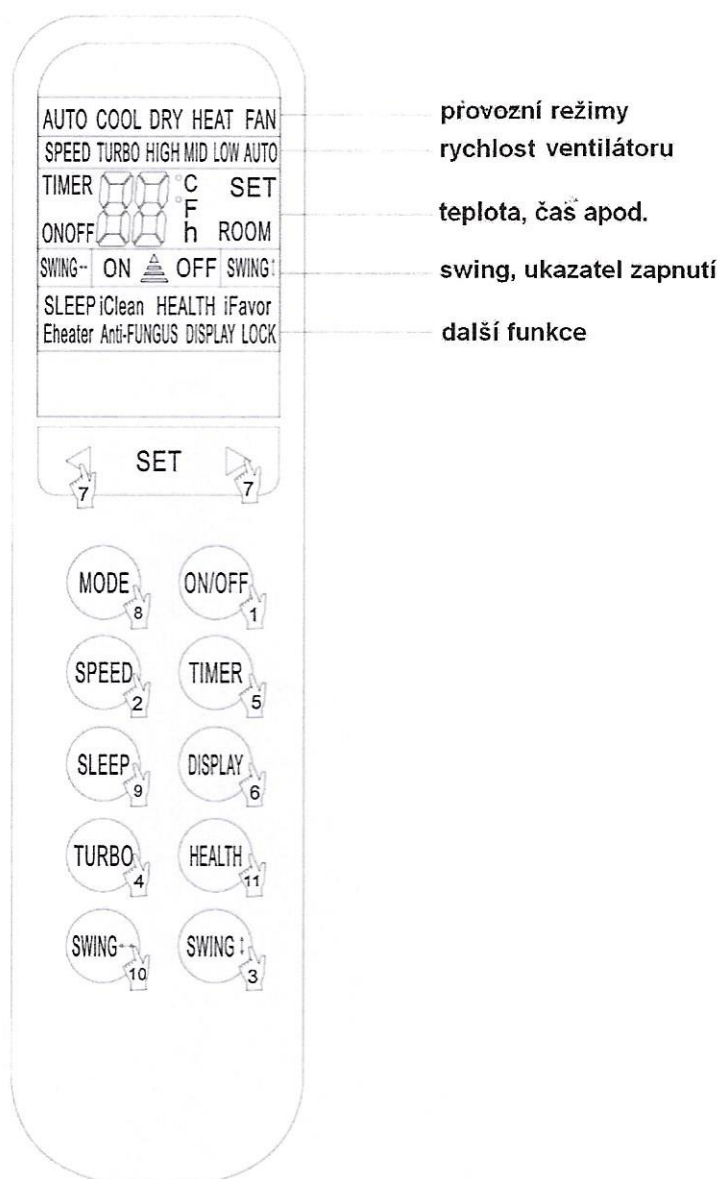 AUTO COOL DRY HEAT FAN
provozní režimy
SPEED TURBO HIGH MID LOW AUTO
rychlost ventilátoru
TIMER 88 °C SET
°F
ONOFF 88 h ROOM
teplota, čas apod.
SWING↔ ON OFF SWING↕
swing, ukazatel zapnutí
SLEEP iClean HEALTH iFavor
Eheater Anti-FUNGUS DISPLAY LOCK
další funkce
SET
7 7
MODE ON/OFF
8 1
SPEED TIMER
2 5
SLEEP DISPLAY
9 6
TURBO HEALTH
4 11
SWING↔ SWING↕
10 3